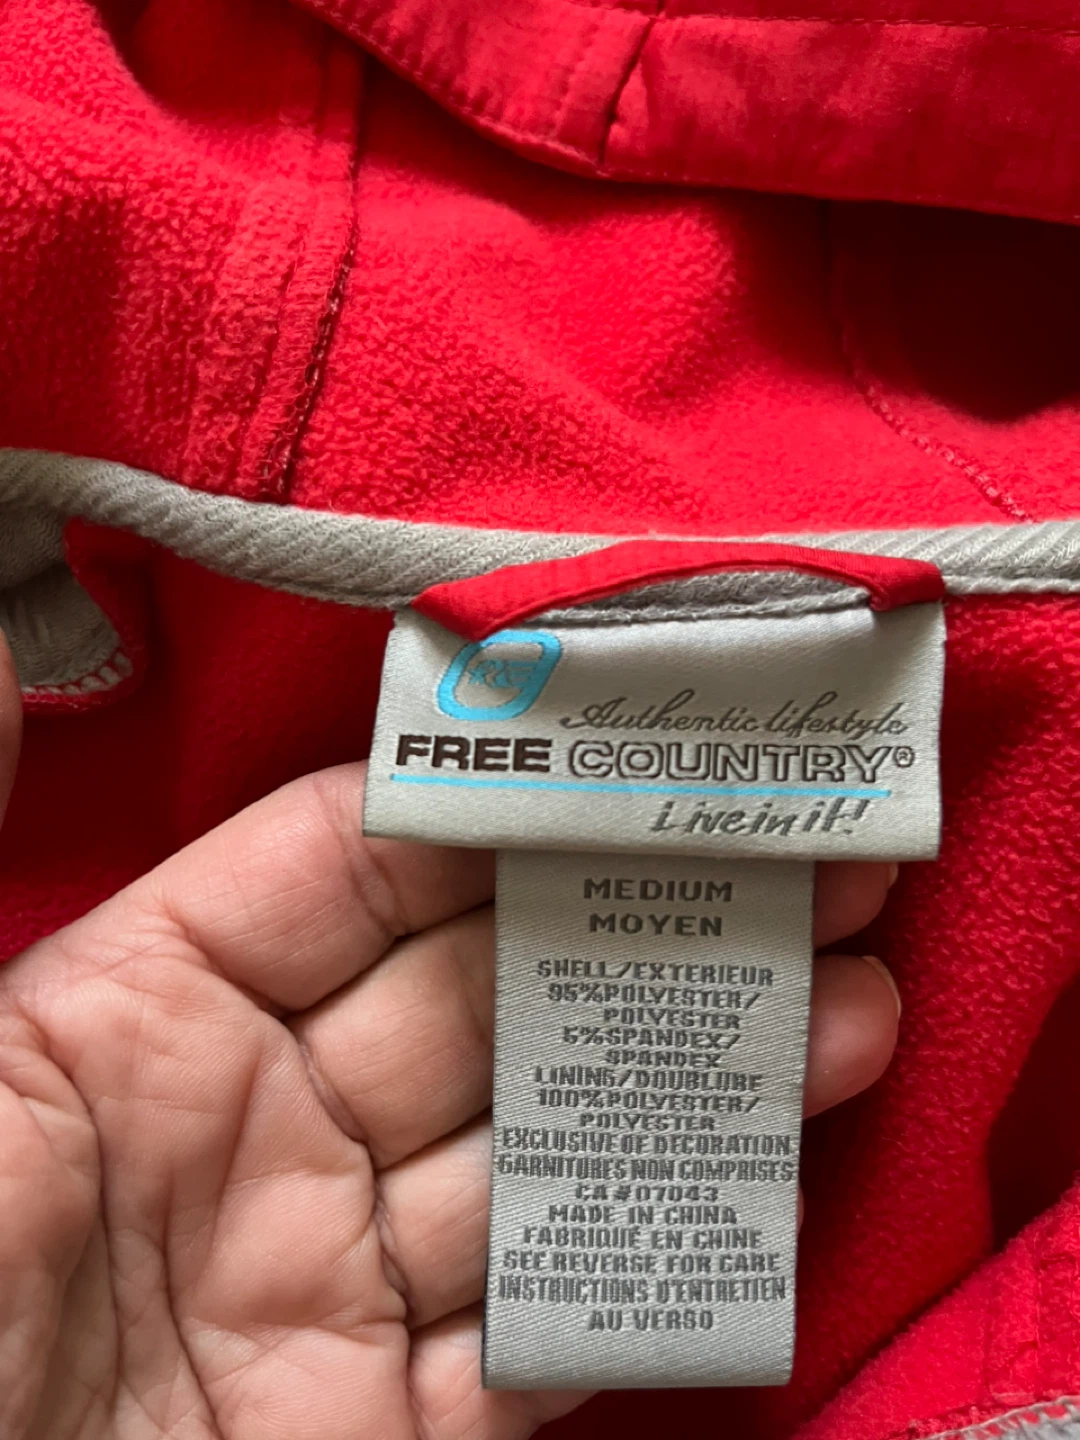 Authentic lifestyle
FREE COUNTRY®
Live in it!
MEDIUM
MOYEN
SHELL/EXTERIEUR
95%POLYESTER/
POLYESTER
5%SPANDEX/
SPANDEX
LINING/DOUBLURE
100%POLYESTER/
POLYESTER
EXCLUSIVE OF DECORATION
GARNITURES NON COMPRISES
CA#07043
MADE IN CHINA
FABRIQUÉ EN CHINE
SEE REVERSE FOR CARE
INSTRUCTIONS D'ENTRETIEN
AU VERSO